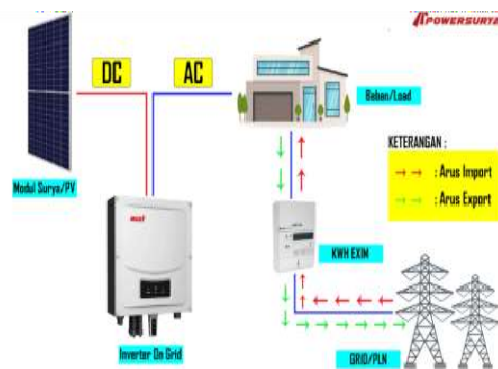 POWERSURYA
DC
AC
Beban/Load
Modul Surya/PV
KETERANGAN :
: Arus Import
: Arus Export
KWH EXIM
Inverter On Grid
GRID/PLN